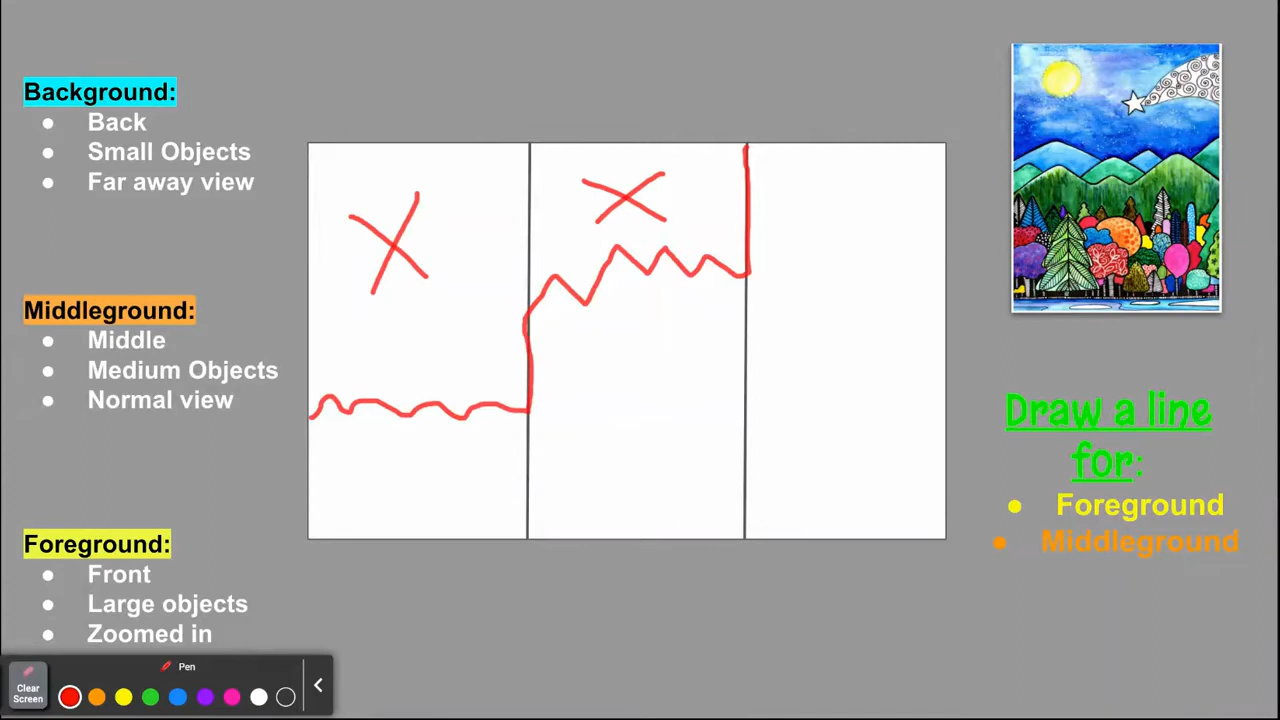 Background:
● Back
● Small Objects
● Far away view
Middleground:
● Middle
● Medium Objects
● Normal view
Foreground:
● Front
● Large objects
● Zoomed in
Draw a line
for:
● Foreground
● Middleground
Pen
Clear
Screen